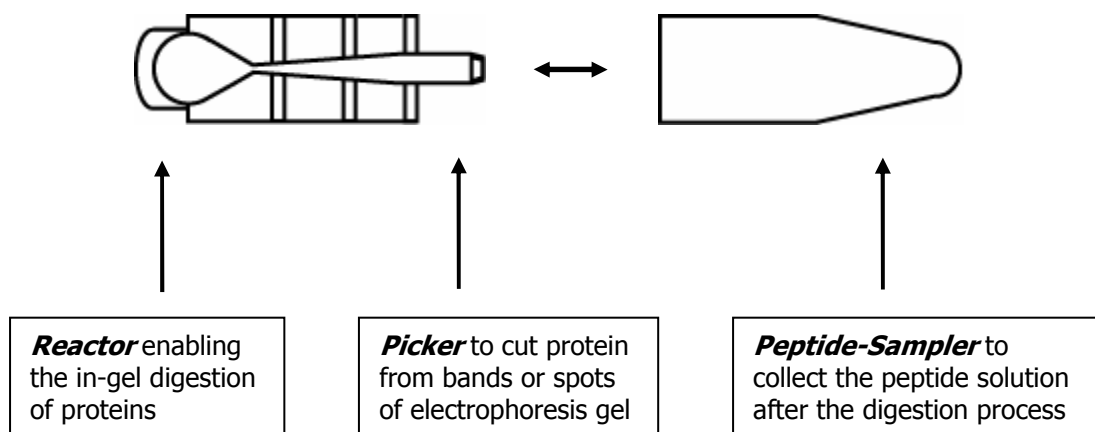 Reactor enabling
the in-gel digestion
of proteins
Picker to cut protein
from bands or spots
of electrophoresis gel
Peptide-Sampler to
collect the peptide solution
after the digestion process